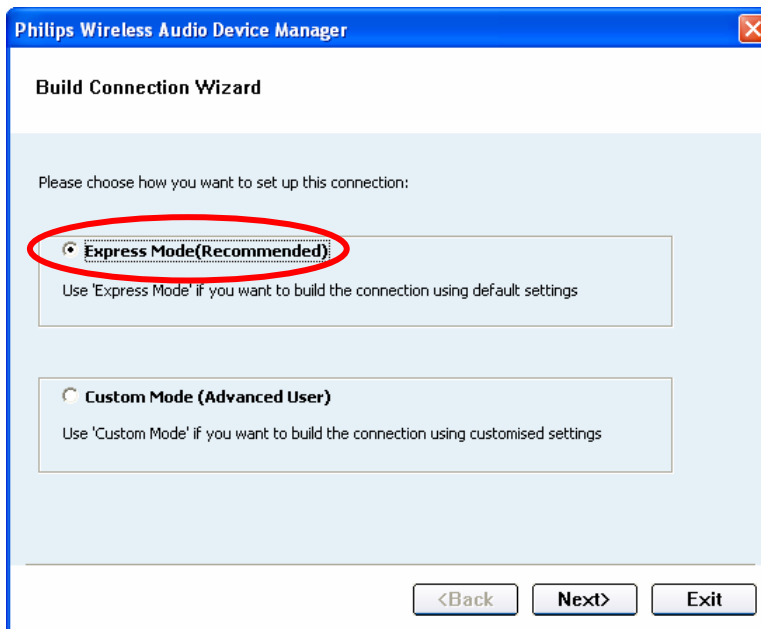 Philips Wireless Audio Device Manager
Build Connection Wizard
Please choose how you want to set up this connection:
Express Mode(Recommended)
Use 'Express Mode' if you want to build the connection using default settings
Custom Mode (Advanced User)
Use 'Custom Mode' if you want to build the connection using customised settings
<Back Next> Exit